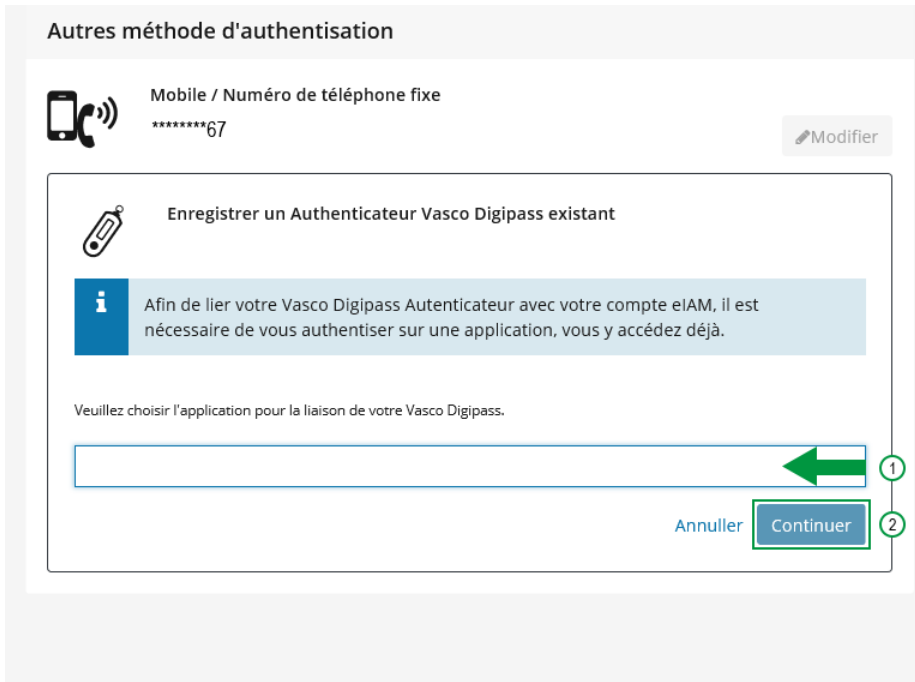 Autres méthode d'authentisation
Mobile / Numéro de téléphone fixe
********67
Modifier
Enregistrer un Authenticateur Vasco Digipass existant
Afin de lier votre Vasco Digipass Autenticateur avec votre compte eIAM, il est
nécessaire de vous authentiser sur une application, vous y accédez déjà.
Veuillez choisir l'application pour la liaison de votre Vasco Digipass.
1
Annuller Continuer 2